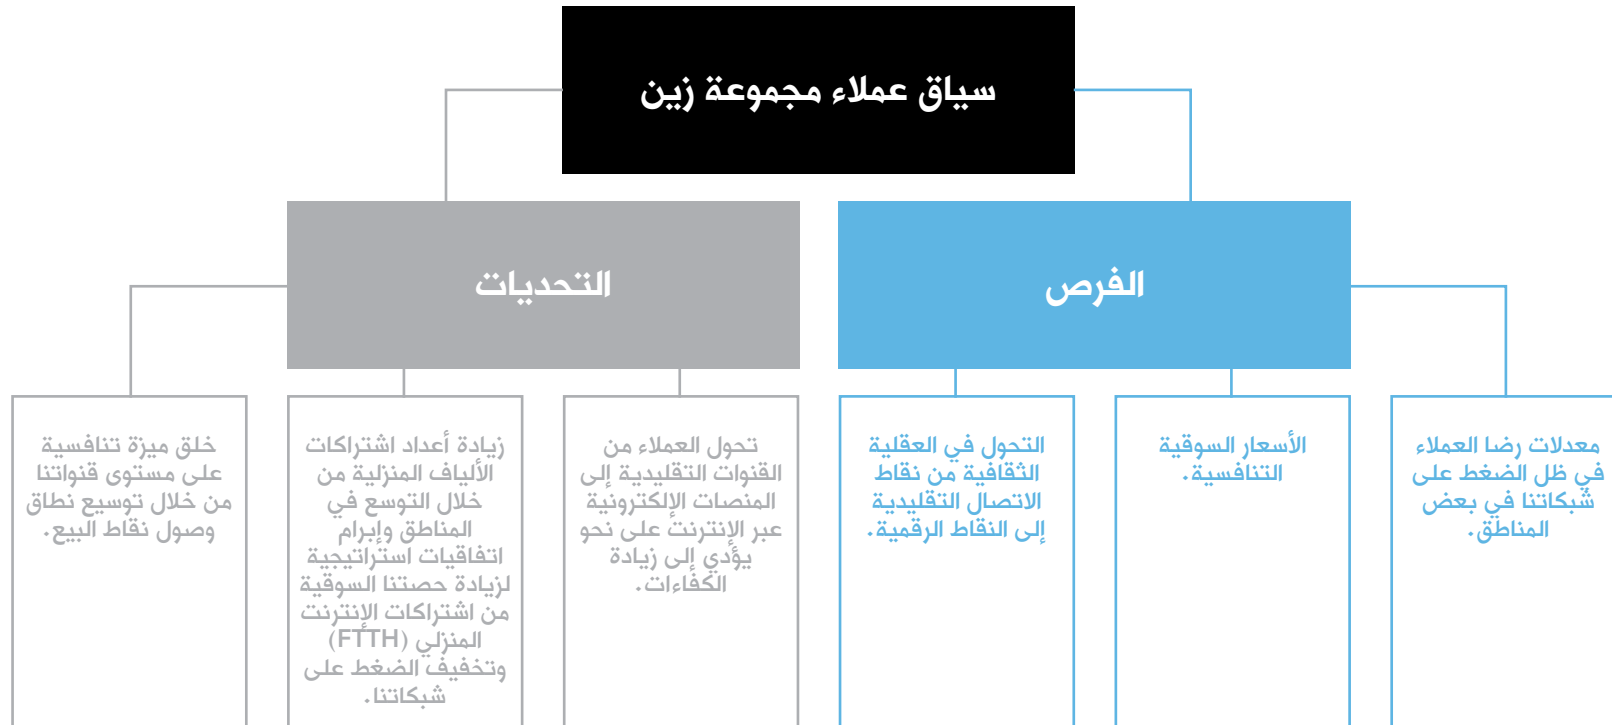 سياق عملاء مجموعة زين
الفرص
التحديات
معدلات رضا العملاء
في ظل الضغط على
شبكاتنا في بعض
المناطق.
الأسعار السوقية
التنافسية.
التحول في العقلية
الثقافية من نقاط
الاتصال التقليدية
إلى النقاط الرقمية.
تحول العملاء من
القنوات التقليدية إلى
المنصات الإلكترونية
عبر الإنترنت على نحو
يؤدي إلى زيادة
الكفاءات.
زيادة أعداد اشتراكات
الألياف المنزلية من
خلال التوسع في
المناطق وإبرام
اتفاقيات استراتيجية
لزيادة حصتنا السوقية
من اشتراكات الإنترنت
المنزلي (FTTH)
وتخفيف الضغط على
شبكاتنا.
خلق ميزة تنافسية
على مستوى قنواتنا
من خلال توسيع نطاق
وصول نقاط البيع.